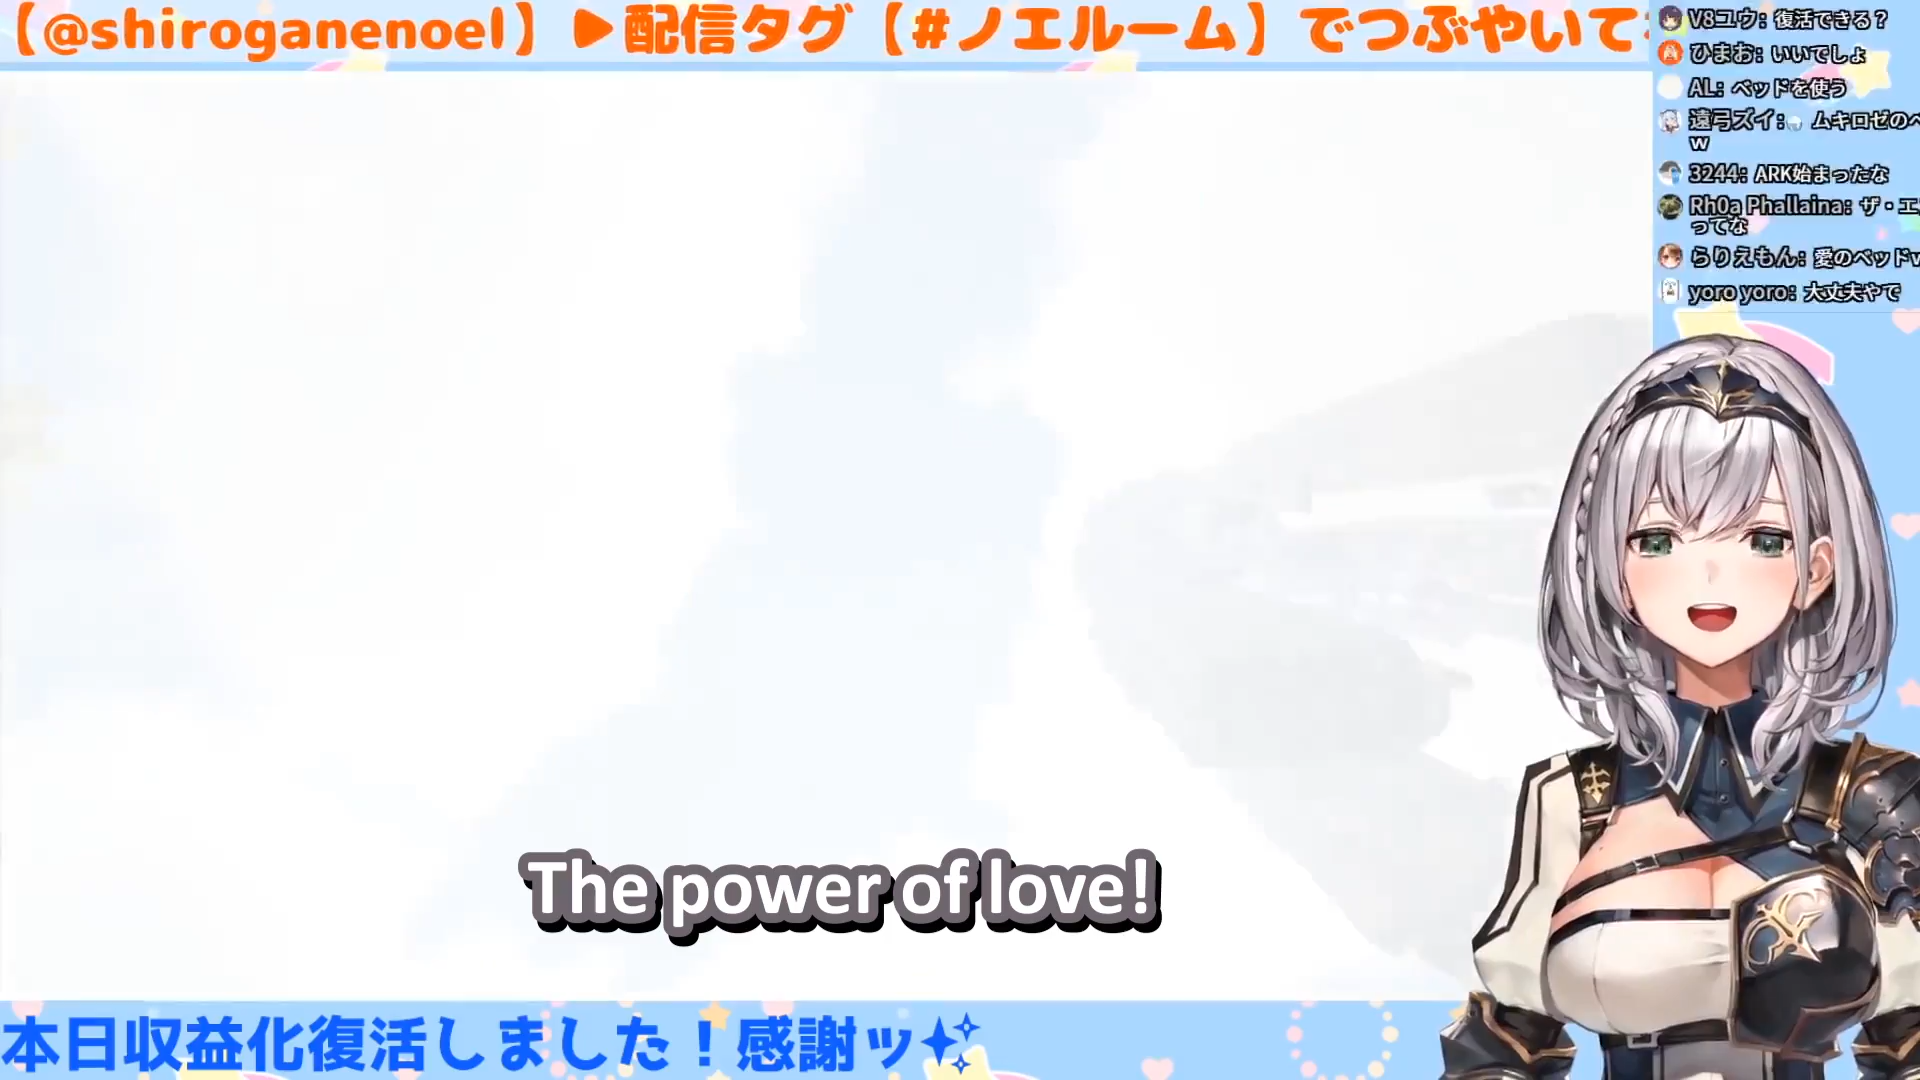 【@shiroganenoel】▶配信タグ【#ノエルーム】でつぶやいて
V8ユウ: 復活できる?
ひまお: いいでしょ
AL: ベッドを使う
遠弓ズイ: ムキロゼのベ
w
3244: ARK始まったな
Rh0a Phallaina: ザ・エ
ってな
らりえもん: 愛のベッドw
yoro yoro: 大丈夫やで
The power of love!
本日収益化復活しました!感謝ッ✨